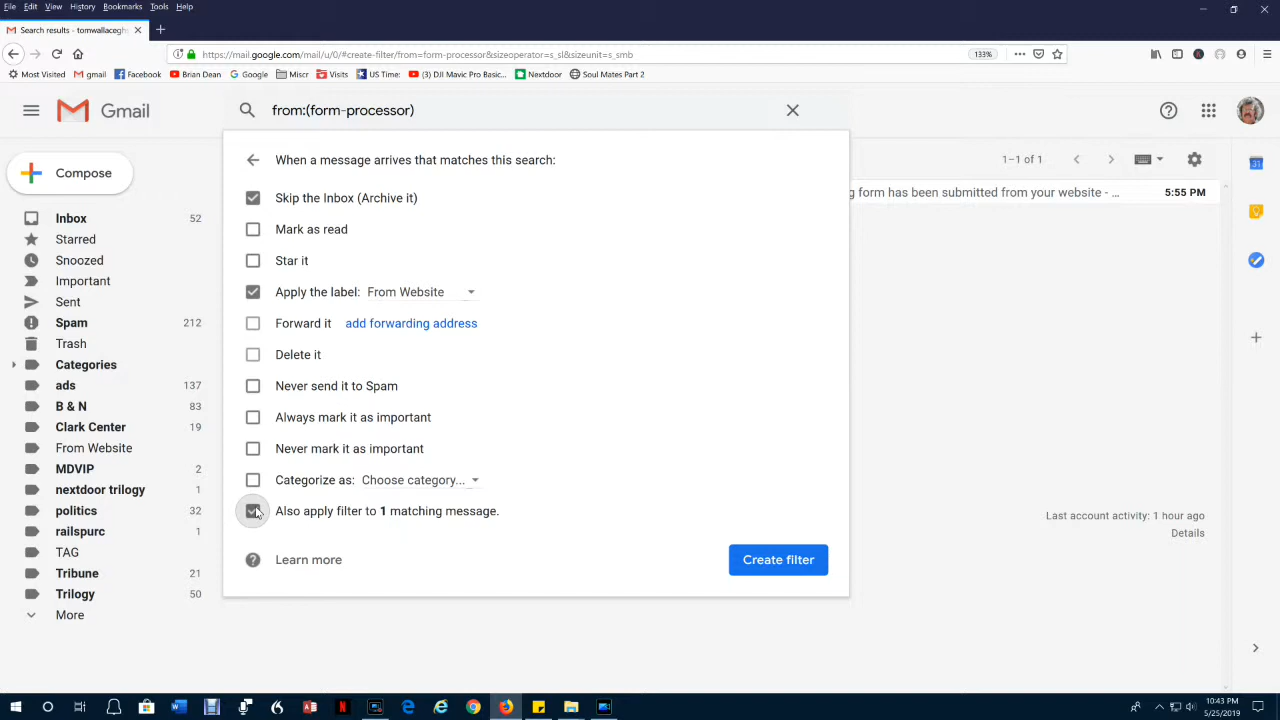 File Edit View History Bookmarks Tools Help
Search results - tomwallacegh
https://mail.google.com/mail/u/0/#create-filter/from=form-processor&sizeoperator=s_sl&sizeunit=s_smb
133%
Most Visited gmail Facebook Brian Dean Google Miscr Visits US Time: (3) DJI Mavic Pro Basic... Nextdoor Soul Mates Part 2
Gmail
from:(form-processor)
Compose
When a message arrives that matches this search:
1–1 of 1
Skip the Inbox (Archive it)
g form has been submitted from your website - ...
5:55 PM
Mark as read
Star it
Apply the label: From Website
Forward it add forwarding address
Delete it
Never send it to Spam
Always mark it as important
Never mark it as important
Categorize as: Choose category...
Also apply filter to 1 matching message.
Learn more
Create filter
Inbox 52
Starred
Snoozed
Important
Sent
Spam 212
Trash
Categories
ads 137
B & N 83
Clark Center 19
From Website
MDVIP 2
nextdoor trilogy 1
politics 32
railspurc 1
TAG
Tribune 21
Trilogy 50
More
Last account activity: 1 hour ago
Details
10:43 PM
5/25/2019